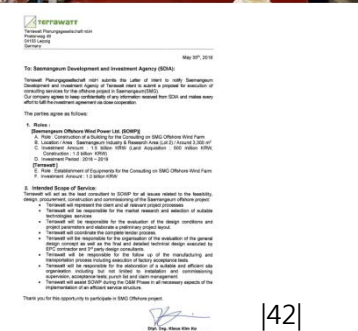 TERRAWATT
Terrawatt Planungsgesellschaft mbH
04155 Leipzig
Germany
May 30th, 2016
To: Saemangeum Development and Investment Agency (SDIA):
Terrawatt Planungsgesellschaft mbH submits the Letter of Intent to notify Saemangeum
Development and Investment Agency of Terrawatt intent to submit a proposal for execution of
consulting services for the offshore project in Saemangeum(SMG).
Our company agrees to keep confidentiality of any information received from SDIA and makes every
effort to fulfill the investment agreement via close cooperation.
The parties agree as follows:
1. Roles :
[Saemangeum Offshore Wind Power Ltd. (SOWP)]
A. Role : Construction of a Building for the Consulting on SMG Offshore Wind Farm
B. Location / Area : Saemangeum Industry & Research Area (Lot 2) / Around 3,300 m²
C. Investment Amount : 1.5 billion KRW (Land Acquisition : 500 million KRW,
Construction : 1.0 billion KRW)
D. Investment Period : 2016 – 2019
[Terrawatt ]
E. Role : Establishment of Equipments for the Consulting on SMG Offshore Wind Farm
F. Investment Amount : 1.0 billion KRW
II. Intended Scope of Service:
Terrawatt will act as the lead consultant to SOWP for all issues related to the feasibility,
design, procurement, construction and commissioning of the Saemangeum offshore project:
• Terrawatt will represent the client and all relevant project processes
• Terrawatt will be responsible for the market research and selection of suitable
technologies services
• Terrawatt will be responsible for the evaluation of the design conditions and
project parameters and elaborate a preliminary project layout.
• Terrawatt will coordinate the complete tender process
• Terrawatt will be responsible for the organisation of the evaluation of the general
design concept as well as the final and detailed technical design executed by
EPC contractor and 3rd party design consultants.
• Terrawatt will be responsible for the follow up of the manufacturing and
transportation process including execution of factory acceptance tests
• Terrawatt will be responsible for the elaboration of a suitable and efficient site
organisation including but not limited to installation and commissioning
supervision, acceptance tests, punch list and claim management.
• Terrawatt will assist SOWP during the O&M Phase in all necessary aspects of the
implementation of an efficient service structure.
Thank you for this opportunity to participate in SMG Offshore project
Dipl. Ing. Klaus
|42|